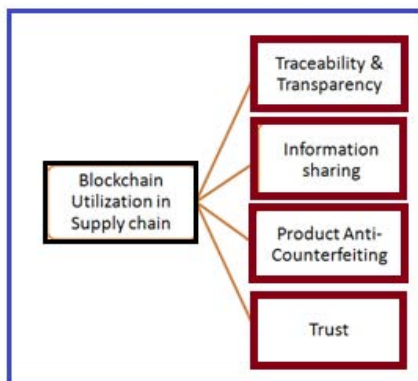 Traceability &
Transparency
Information
sharing
Blockchain
Utilization in
Supply chain
Product Anti-
Counterfeiting
Trust